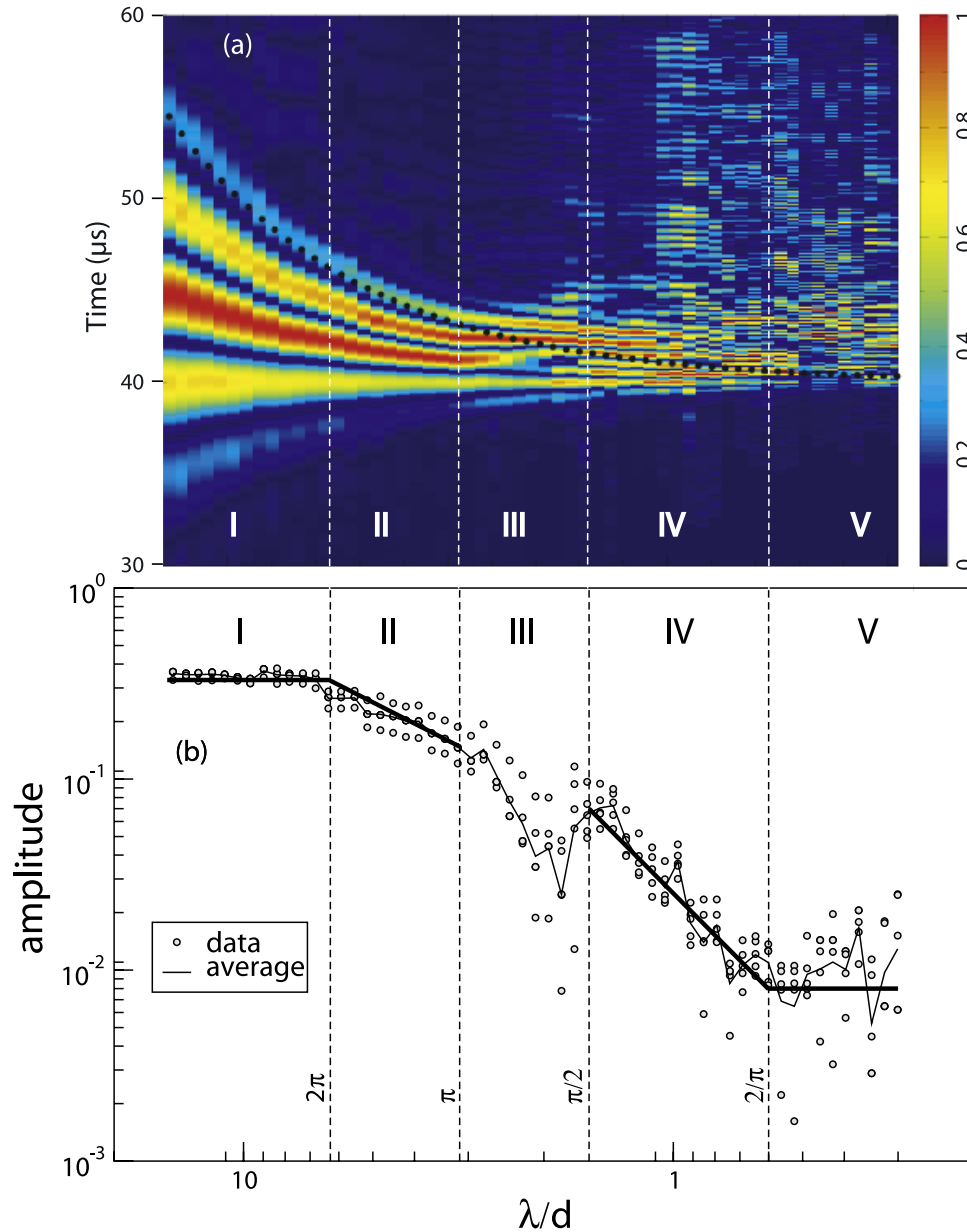 60
(a)
1
50
0.8
Time (μs)
0.6
40
0.4
0.2
I II III IV V
30
0
10⁰
I II III IV V
10⁻¹
(b)
amplitude
data
average
10⁻²
2π
π
π/2
2/π
10⁻³
10
1
λ/d